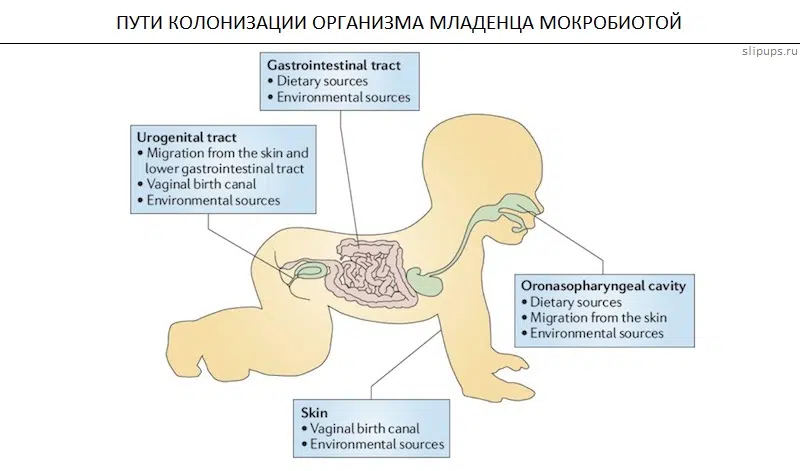 ПУТИ КОЛОНИЗАЦИИ ОРГАНИЗМА МЛАДЕНЦА МОКРОБИОТОЙ
slipups.ru
Gastrointestinal tract
• Dietary sources
• Environmental sources
Urogenital tract
• Migration from the skin and
lower gastrointestinal tract
• Vaginal birth canal
• Environmental sources
Oronasopharyngeal cavity
• Dietary sources
• Migration from the skin
• Environmental sources
Skin
• Vaginal birth canal
• Environmental sources